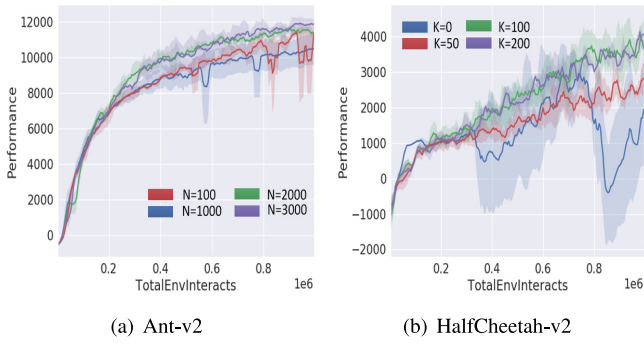 12000
10000
8000
6000
4000
2000
0
Performance
N=100 N=2000
N=1000 N=3000
0.2 0.4 0.6 0.8 1
TotalEnvInteracts 1e6
(a) Ant-v2
4000
3000
2000
1000
0
−1000
−2000
Performance
K=0 K=100
K=50 K=200
0.2 0.4 0.6 0.8 1
TotalEnvInteracts 1e6
(b) HalfCheetah-v2